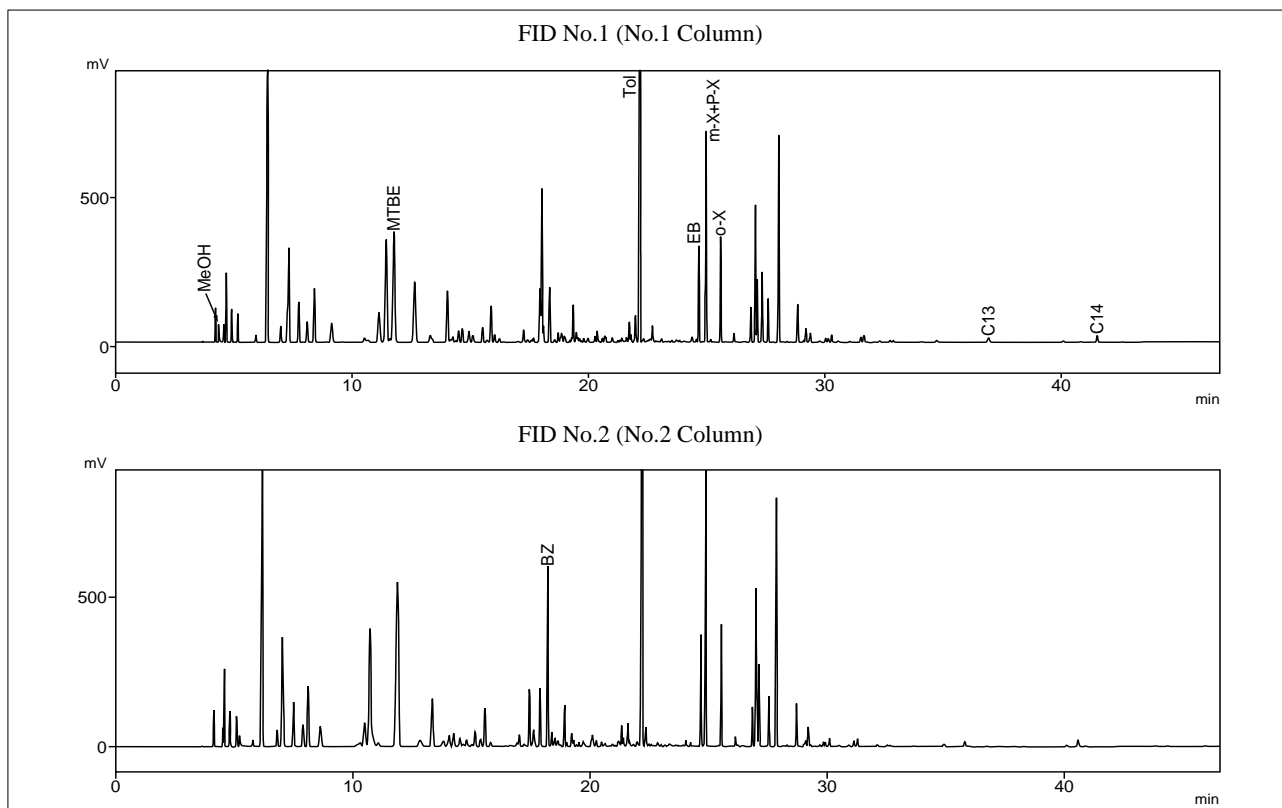 FID No.1 (No.1 Column)
mV
500
0
MeOH
MTBE
Tol
EB
m-X+P-X
o-X
C13
C14
0 10 20 30 40
min
FID No.2 (No.2 Column)
mV
500
0
BZ
0 10 20 30 40
min